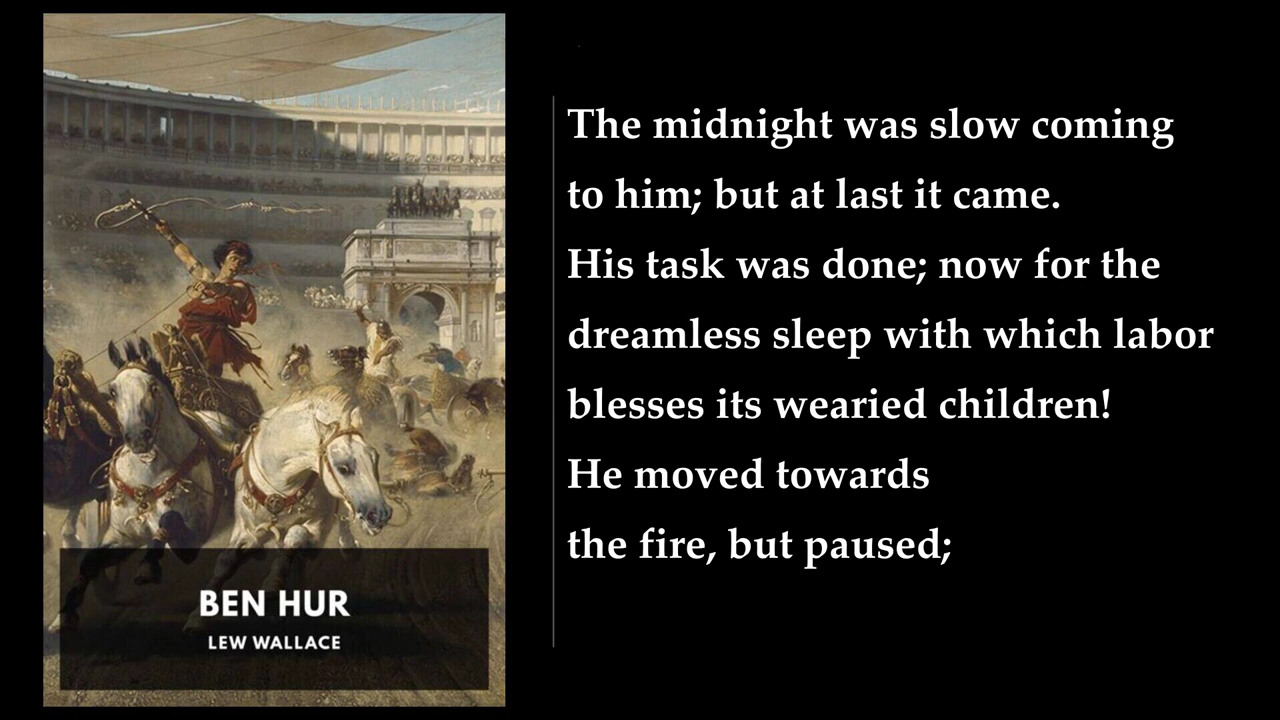 BEN HUR
LEW WALLACE
The midnight was slow coming
to him; but at last it came.
His task was done; now for the
dreamless sleep with which labor
blesses its wearied children!
He moved towards
the fire, but paused;